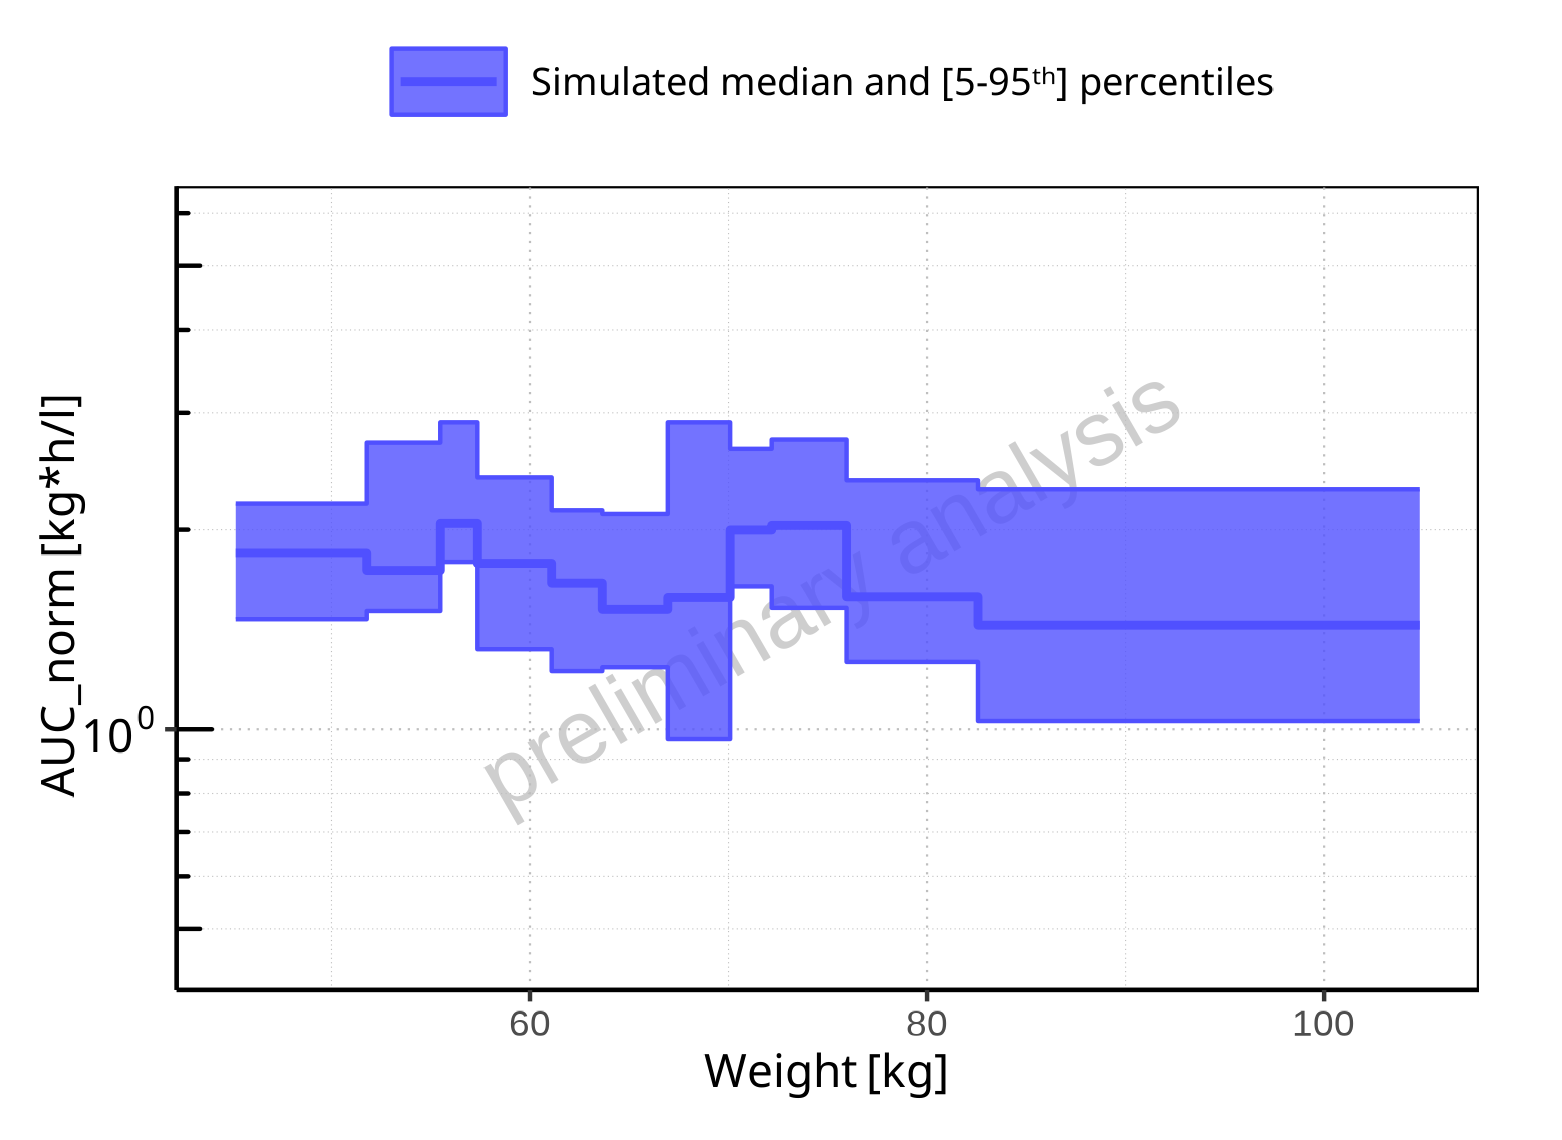 Simulated median and [5-95ᵗʰ] percentiles
AUC_norm [kg*h/l]
10⁰
preliminary analysis
60 80 100
Weight [kg]